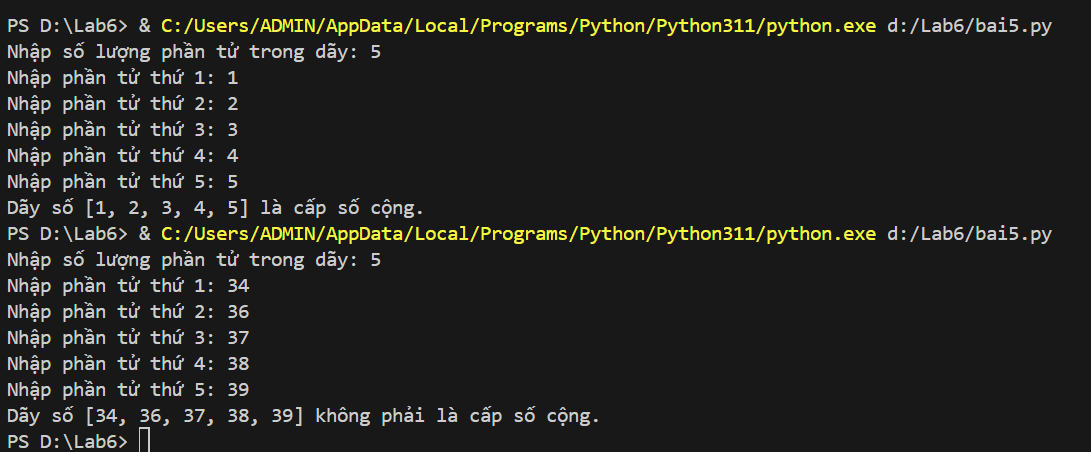 PS D:\Lab6> & C:/Users/ADMIN/AppData/Local/Programs/Python/Python311/python.exe d:/Lab6/bai5.py
Nhập số lượng phần tử trong dãy: 5
Nhập phần tử thứ 1: 1
Nhập phần tử thứ 2: 2
Nhập phần tử thứ 3: 3
Nhập phần tử thứ 4: 4
Nhập phần tử thứ 5: 5
Dãy số [1, 2, 3, 4, 5] là cấp số cộng.
PS D:\Lab6> & C:/Users/ADMIN/AppData/Local/Programs/Python/Python311/python.exe d:/Lab6/bai5.py
Nhập số lượng phần tử trong dãy: 5
Nhập phần tử thứ 1: 34
Nhập phần tử thứ 2: 36
Nhập phần tử thứ 3: 37
Nhập phần tử thứ 4: 38
Nhập phần tử thứ 5: 39
Dãy số [34, 36, 37, 38, 39] không phải là cấp số cộng.
PS D:\Lab6>